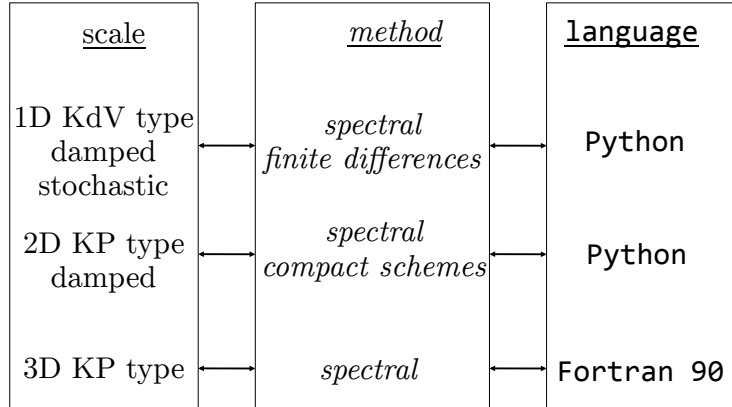 scale
method
language
1D KdV type
damped
stochastic
spectral
finite differences
Python
2D KP type
damped
spectral
compact schemes
Python
3D KP type
spectral
Fortran 90